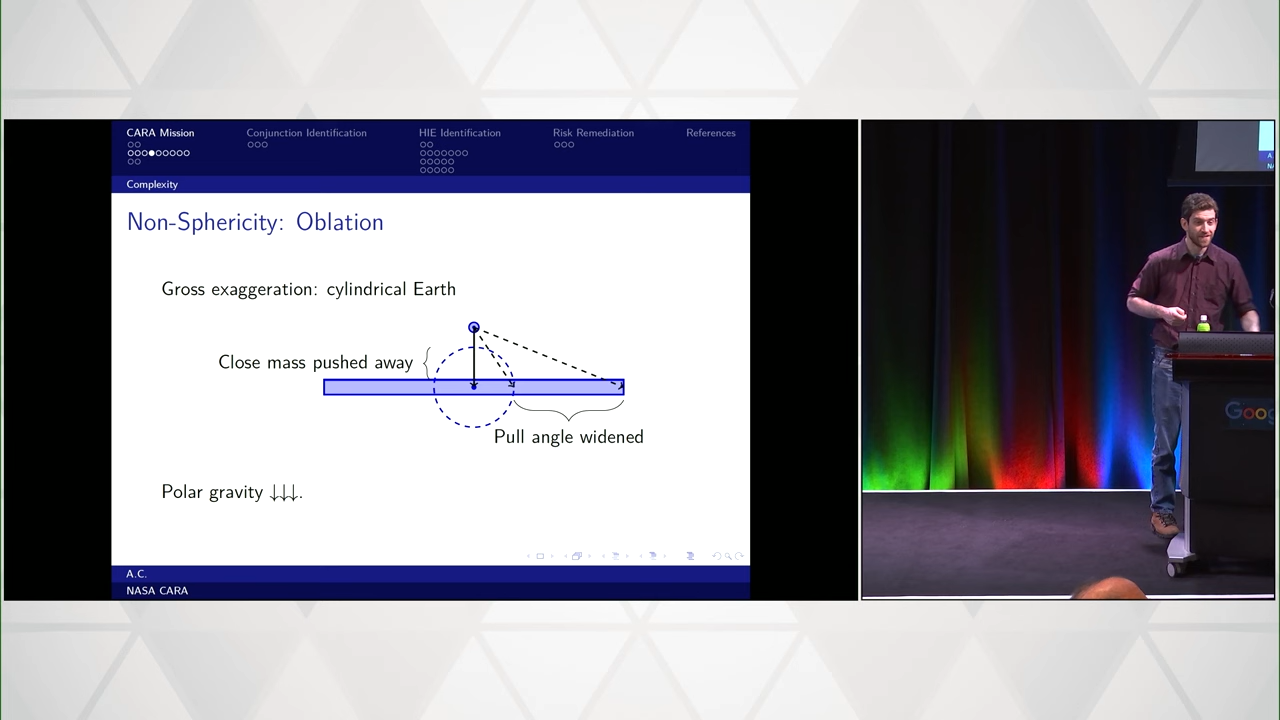 CARA Mission
Conjunction Identification
HIE Identification
Risk Remediation
References
Complexity
Non-Sphericity: Oblation
Gross exaggeration: cylindrical Earth
Close mass pushed away
Pull angle widened
Polar gravity ↓↓↓.
A.C.
NASA CARA